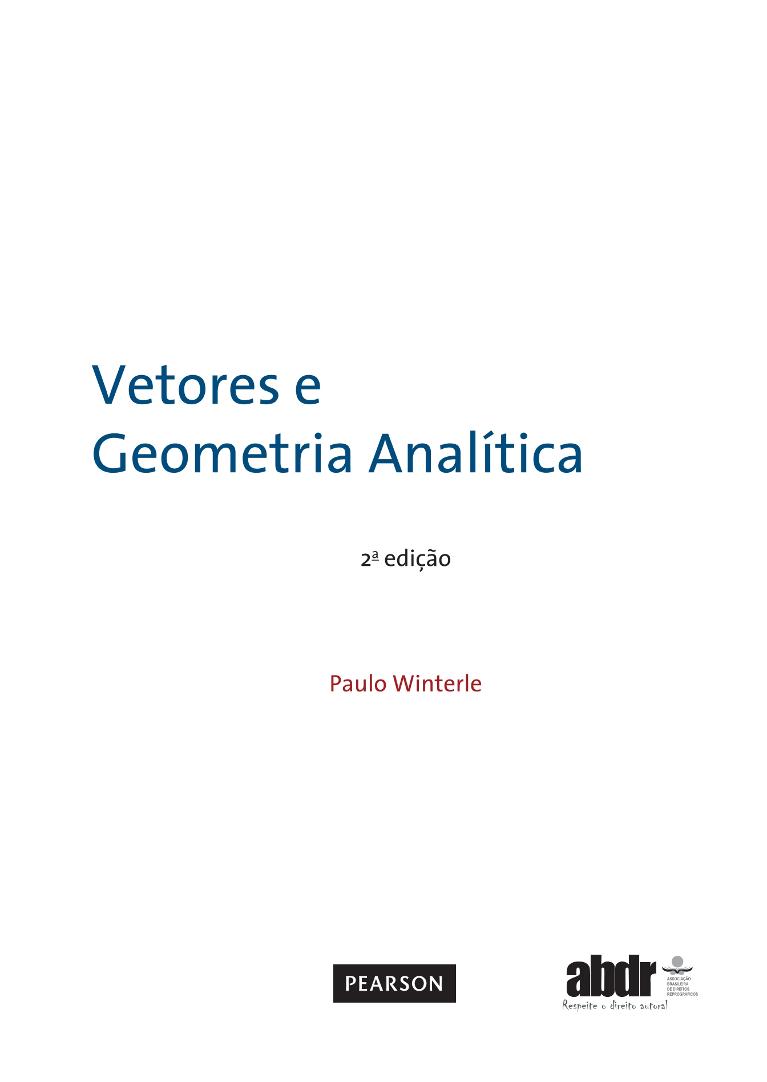 Vetores e
Geometria Analítica
2ª edição
Paulo Winterle
PEARSON
abdr
ASSOCIAÇÃO
BRASILEIRA
DE DIREITOS
REPROGRÁFICOS
Respeite o direito autoral